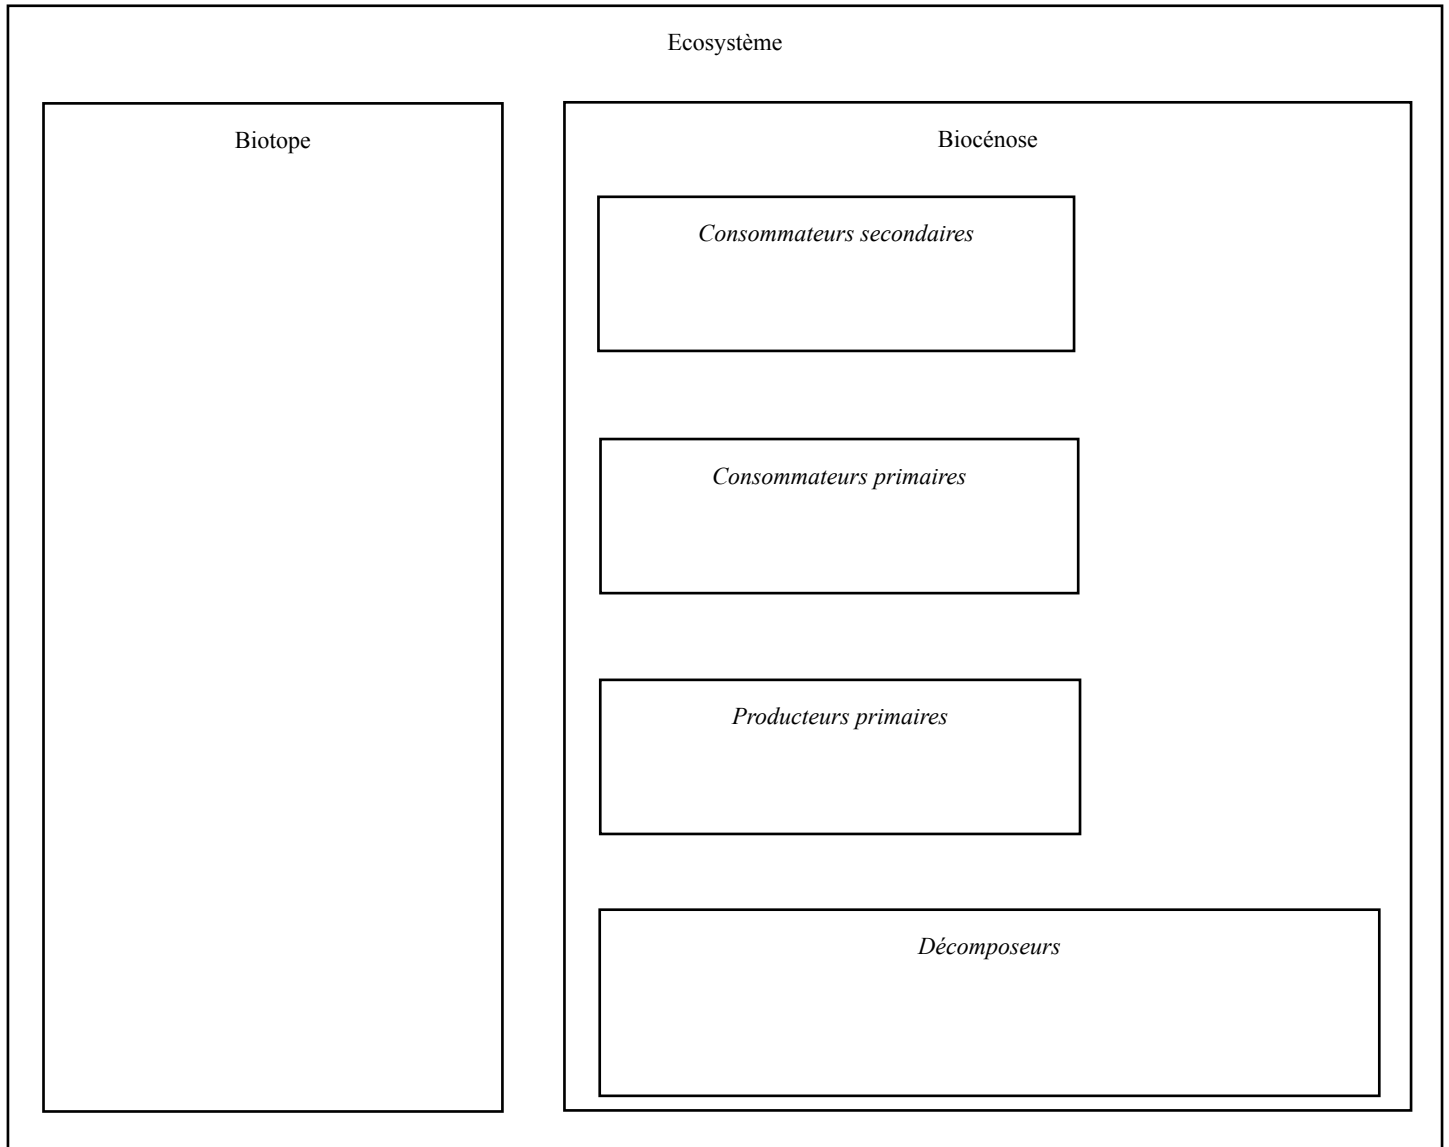 Ecosystème
Biotope
Biocénose
Consommateurs secondaires
Consommateurs primaires
Producteurs primaires
Décomposeurs